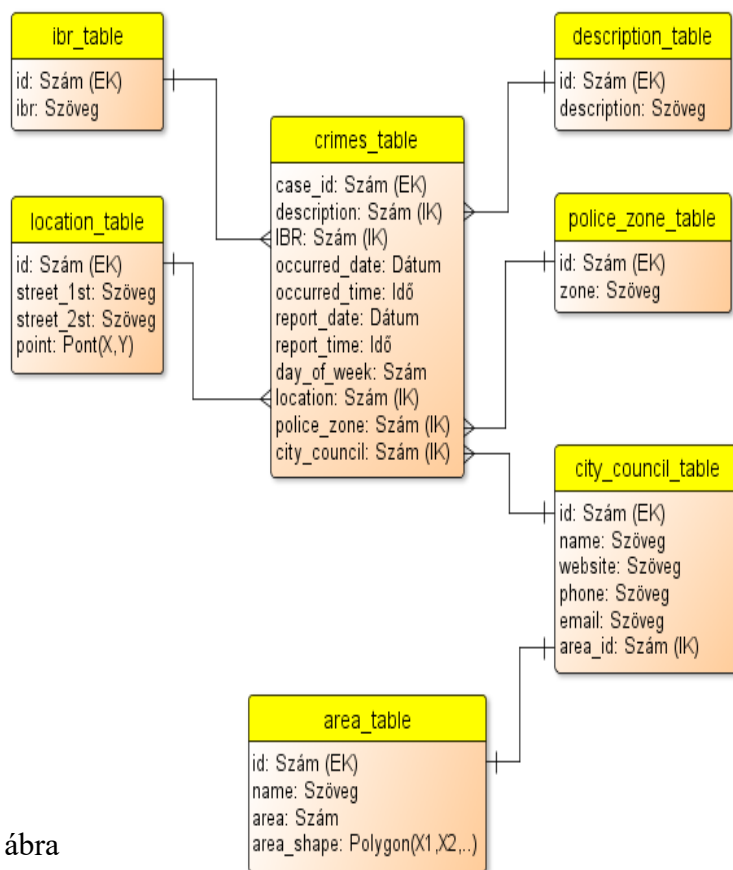 ibr_table
id: Szám (EK)
ibr: Szöveg
description_table
id: Szám (EK)
description: Szöveg
crimes_table
case_id: Szám (EK)
description: Szám (IK)
IBR: Szám (IK)
occurred_date: Dátum
occurred_time: Idő
report_date: Dátum
report_time: Idő
day_of_week: Szám
location: Szám (IK)
police_zone: Szám (IK)
city_council: Szám (IK)
location_table
id: Szám (EK)
street_1st: Szöveg
street_2st: Szöveg
point: Pont(X,Y)
police_zone_table
id: Szám (EK)
zone: Szöveg
city_council_table
id: Szám (EK)
name: Szöveg
website: Szöveg
phone: Szöveg
email: Szöveg
area_id: Szám (IK)
area_table
id: Szám (EK)
name: Szöveg
area: Szám
area_shape: Polygon(X1,X2,..)
ábra